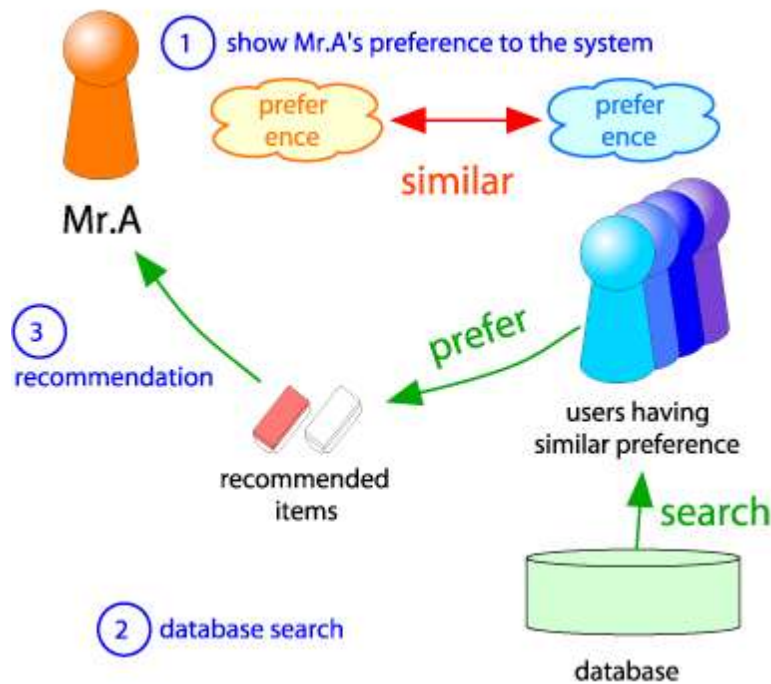 1 show Mr.A's preference to the system
prefer
ence
prefer
ence
similar
Mr.A
3
recommendation
prefer
users having
similar preference
recommended
items
search
2 database search
database